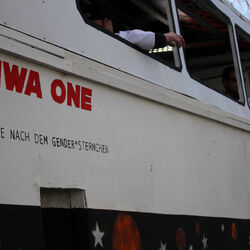 WA ONE
NACH DEM GENDER*STERNCHEN